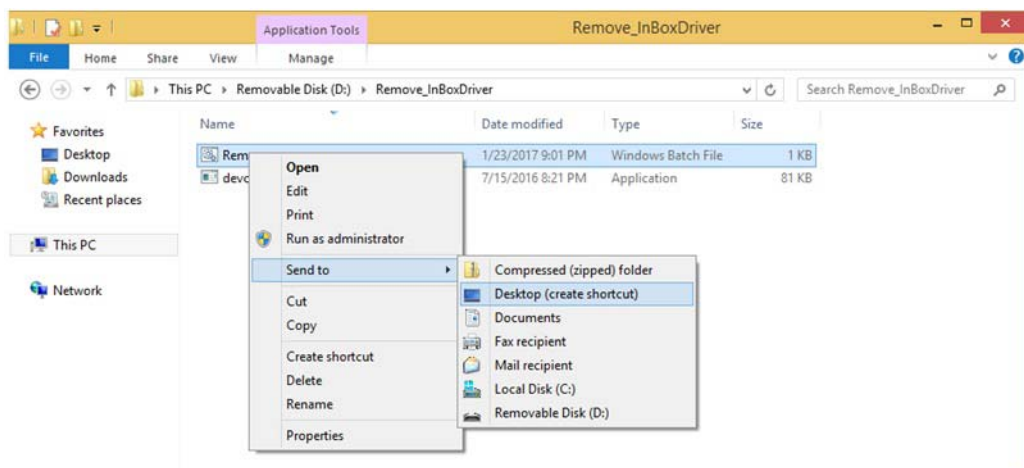 Application Tools
Remove_InBoxDriver
File Home Share View Manage
This PC Removable Disk (D:) Remove_InBoxDriver
Search Remove_InBoxDriver
Name Date modified Type Size
Favorites
Desktop
Downloads
Recent places
This PC
Network
Rem 1/23/2017 9:01 PM Windows Batch File 1 KB
devc 7/15/2016 8:21 PM Application 81 KB
Open
Edit
Print
Run as administrator
Send to
Cut
Copy
Create shortcut
Delete
Rename
Properties
Compressed (zipped) folder
Desktop (create shortcut)
Documents
Fax recipient
Mail recipient
Local Disk (C:)
Removable Disk (D:)